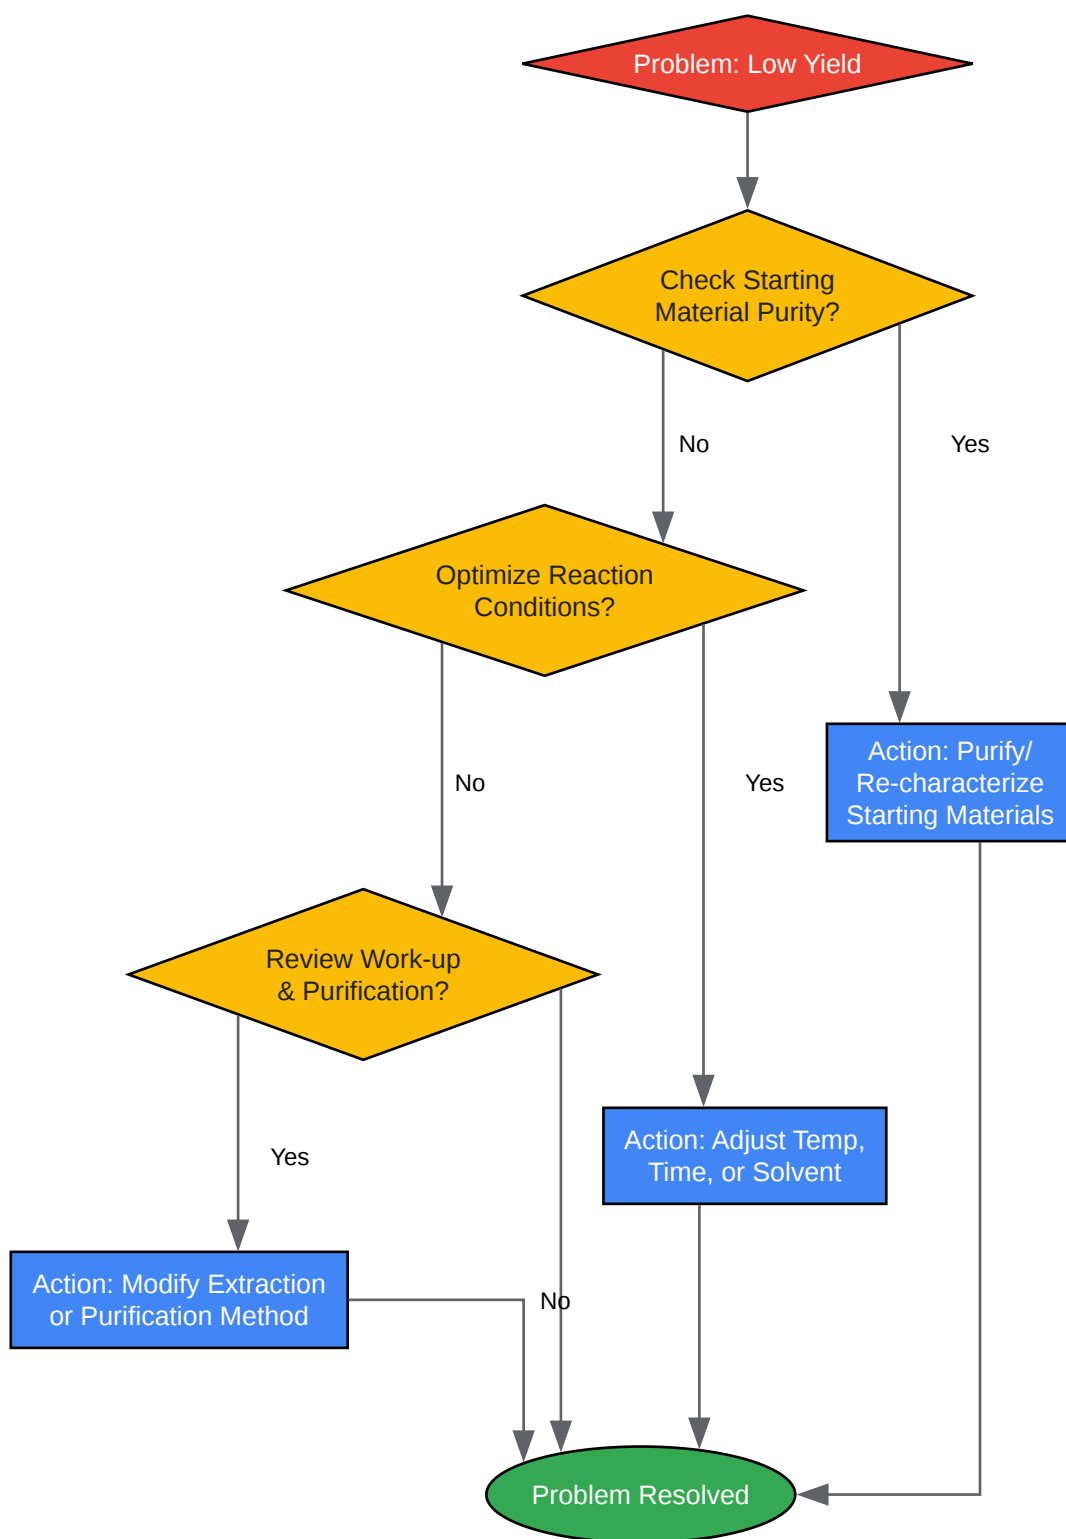 Problem: Low Yield
Check Starting
Material Purity?
No
Yes
Optimize Reaction
Conditions?
No
Yes
Action: Purify/
Re-characterize
Starting Materials
Review Work-up
& Purification?
Yes
Action: Adjust Temp,
Time, or Solvent
Action: Modify Extraction
or Purification Method
No
Problem Resolved